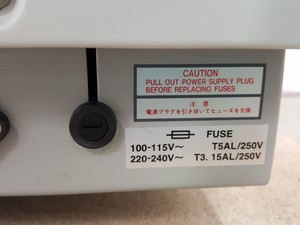 CAUTION
PULL OUT POWER SUPPLY PLUG
BEFORE REPLACING FUSES
注 意
電源プラグを引き抜いてヒューズを交換
FUSE
100-115V~ T5AL/250V
220-240V~ T3. 15AL/250V